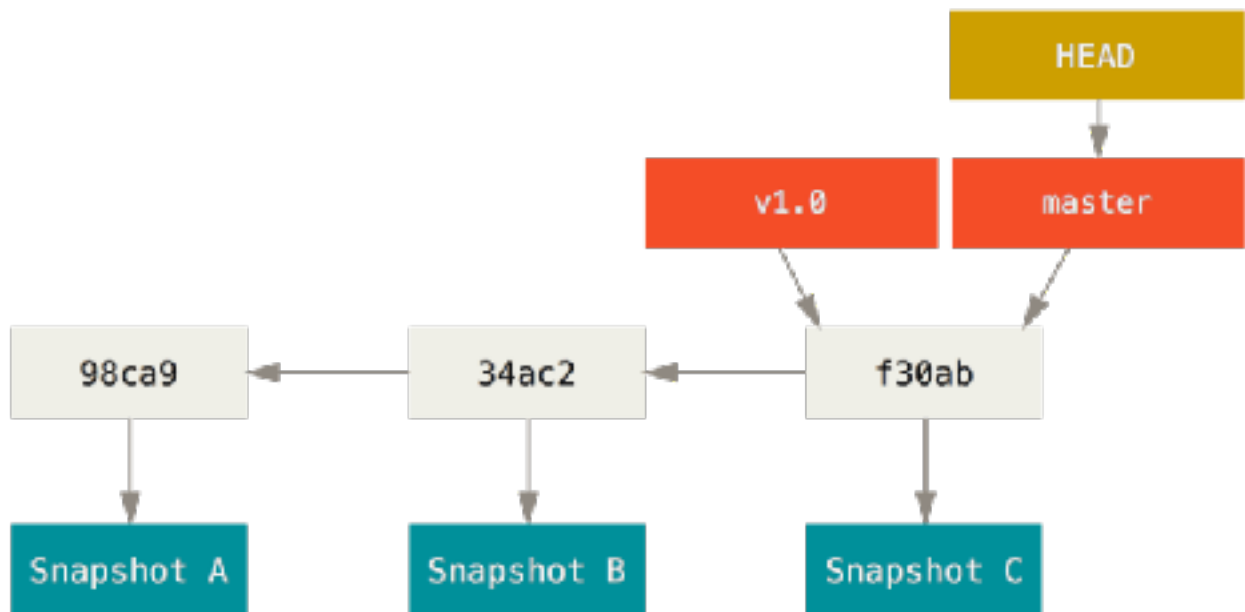 HEAD
v1.0
master
98ca9
34ac2
f30ab
Snapshot A
Snapshot B
Snapshot C